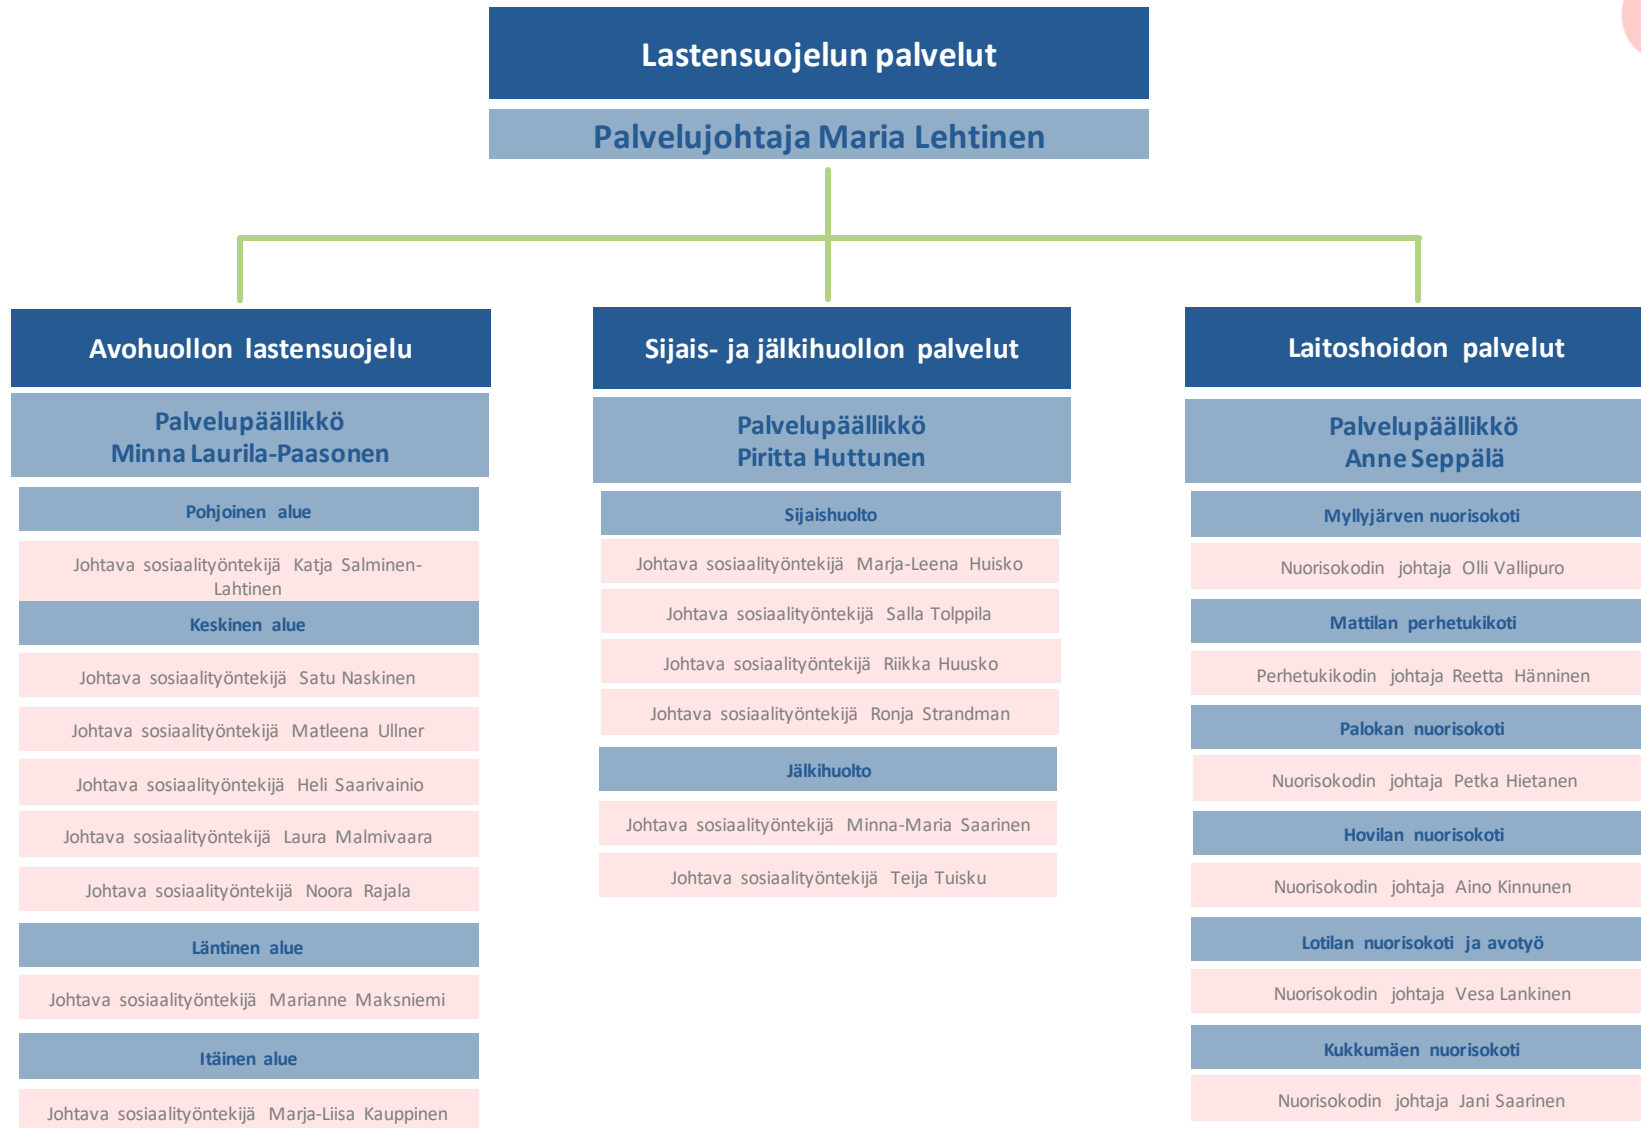 Lastensuojelun palvelut
Palvelujohtaja Maria Lehtinen
Avohuollon lastensuojelu
Palvelupäällikkö
Minna Laurila-Paasonen
Pohjoinen alue
Johtava sosiaalityöntekijä Katja Salminen-
Lahtinen
Keskinen alue
Johtava sosiaalityöntekijä Satu Naskinen
Johtava sosiaalityöntekijä Matleena Ullner
Johtava sosiaalityöntekijä Heli Saarivainio
Johtava sosiaalityöntekijä Laura Malmivaara
Johtava sosiaalityöntekijä Noora Rajala
Läntinen alue
Johtava sosiaalityöntekijä Marianne Maksniemi
Itäinen alue
Johtava sosiaalityöntekijä Marja-Liisa Kauppinen
Sijais- ja jälkihuollon palvelut
Palvelupäällikkö
Piritta Huttunen
Sijaishuolto
Johtava sosiaalityöntekijä Marja-Leena Huisko
Johtava sosiaalityöntekijä Salla Tolppila
Johtava sosiaalityöntekijä Riikka Huusko
Johtava sosiaalityöntekijä Ronja Strandman
Jälkihuolto
Johtava sosiaalityöntekijä Minna-Maria Saarinen
Johtava sosiaalityöntekijä Teija Tuisku
Laitoshoidon palvelut
Palvelupäällikkö
Anne Seppälä
Myllyjärven nuorisokoti
Nuorisokodin johtaja Olli Vallipuro
Mattilan perhetukikoti
Perhetukikodin johtaja Reetta Hänninen
Palokan nuorisokoti
Nuorisokodin johtaja Petka Hietanen
Hovilan nuorisokoti
Nuorisokodin johtaja Aino Kinnunen
Lotilan nuorisokoti ja avotyö
Nuorisokodin johtaja Vesa Lankinen
Kukkumäen nuorisokoti
Nuorisokodin johtaja Jani Saarinen